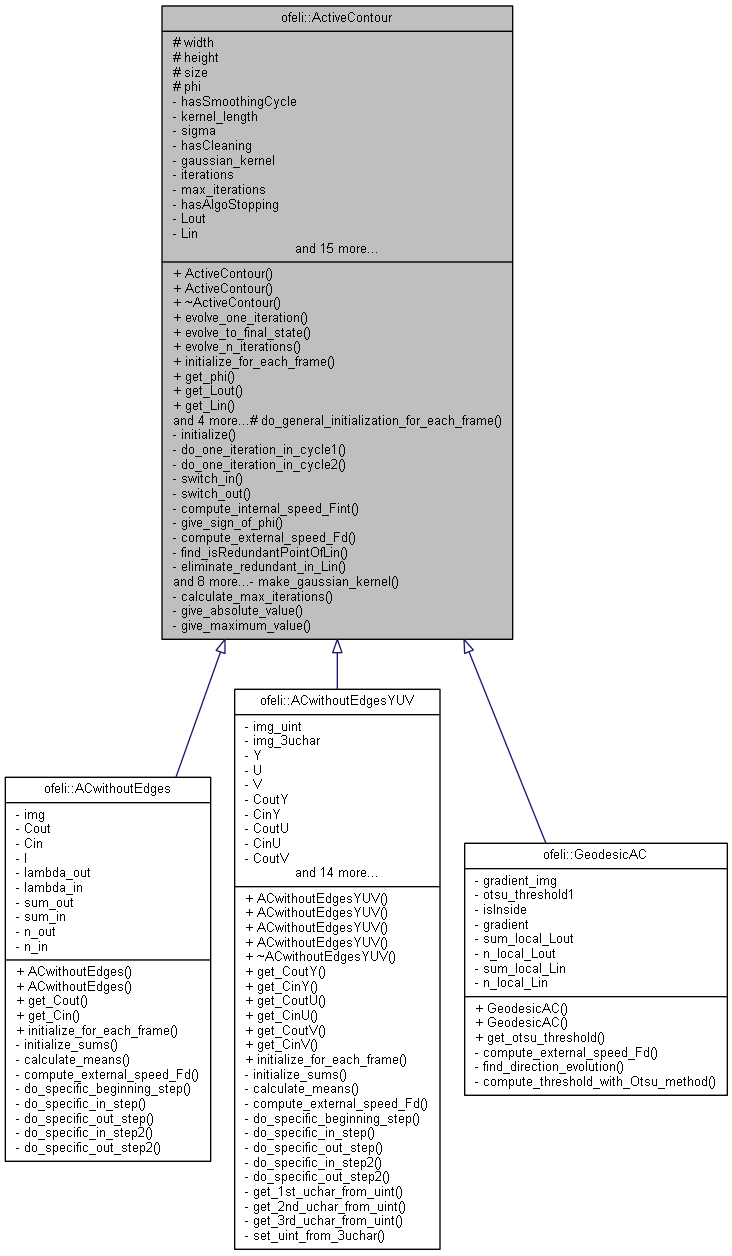 ofeli::ActiveContour
# width
# height
# size
# phi
- hasSmoothingCycle
- kernel_length
- sigma
- hasCleaning
- gaussian_kernel
- iterations
- max_iterations
- hasAlgoStopping
- Lout
- Lin
and 15 more...
+ ActiveContour()
+ ActiveContour()
+ ~ActiveContour()
+ evolve_one_iteration()
+ evolve_to_final_state()
+ evolve_n_iterations()
+ initialize_for_each_frame()
+ get_phi()
+ get_Lout()
+ get_Lin()
and 4 more...# do_general_initialization_for_each_frame()
- initialize()
- do_one_iteration_in_cycle1()
- do_one_iteration_in_cycle2()
- switch_in()
- switch_out()
- compute_internal_speed_Fint()
- give_sign_of_phi()
- compute_external_speed_Fd()
- find_isRedundantPointOfLin()
- eliminate_redundant_in_Lin()
and 8 more...- make_gaussian_kernel()
- calculate_max_iterations()
- give_absolute_value()
- give_maximum_value()
ofeli::ACwithoutEdges
- img
- Cout
- Cin
- I
- lambda_out
- lambda_in
- sum_out
- sum_in
- n_out
- n_in
+ ACwithoutEdges()
+ ACwithoutEdges()
+ get_Cout()
+ get_Cin()
+ initialize_for_each_frame()
- initialize_sums()
- calculate_means()
- compute_external_speed_Fd()
- do_specific_beginning_step()
- do_specific_in_step()
- do_specific_out_step()
- do_specific_in_step2()
- do_specific_out_step2()
ofeli::ACwithoutEdgesYUV
- img_uint
- img_3uchar
- Y
- U
- V
- CoutY
- CinY
- CoutU
- CinU
- CoutV
and 14 more...
+ ACwithoutEdgesYUV()
+ ACwithoutEdgesYUV()
+ ACwithoutEdgesYUV()
+ ACwithoutEdgesYUV()
+ ~ACwithoutEdgesYUV()
+ get_CoutY()
+ get_CinY()
+ get_CoutU()
+ get_CinU()
+ get_CoutV()
+ get_CinV()
+ initialize_for_each_frame()
- initialize_sums()
- calculate_means()
- compute_external_speed_Fd()
- do_specific_beginning_step()
- do_specific_in_step()
- do_specific_out_step()
- do_specific_in_step2()
- do_specific_out_step2()
- get_1st_uchar_from_uint()
- get_2nd_uchar_from_uint()
- get_3rd_uchar_from_uint()
- set_uint_from_3uchar()
ofeli::GeodesicAC
- gradient_img
- otsu_threshold1
- isInside
- gradient
- sum_local_Lout
- n_local_Lout
- sum_local_Lin
- n_local_Lin
+ GeodesicAC()
+ GeodesicAC()
+ get_otsu_threshold()
- compute_external_speed_Fd()
- find_direction_evolution()
- compute_threshold_with_Otsu_method()